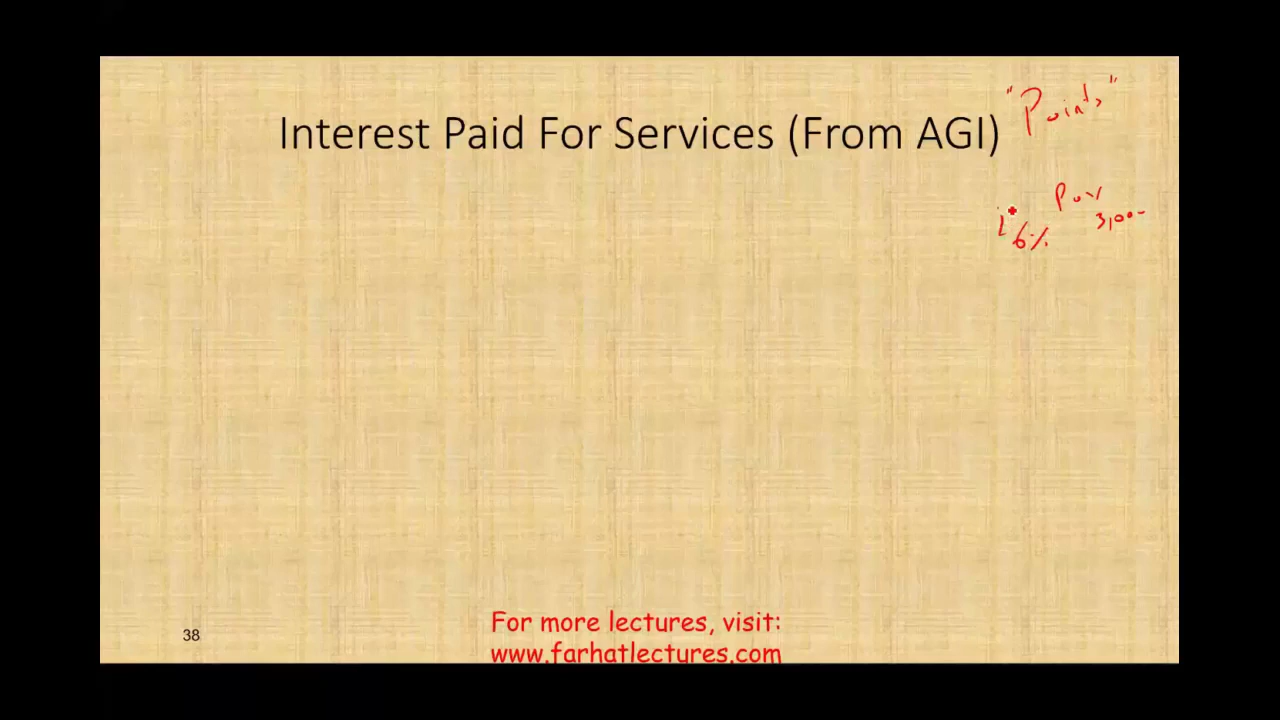 "Points"
Interest Paid For Services (From AGI)
Pay
i
3,000
6%
38
For more lectures, visit:
www.farhatlectures.com